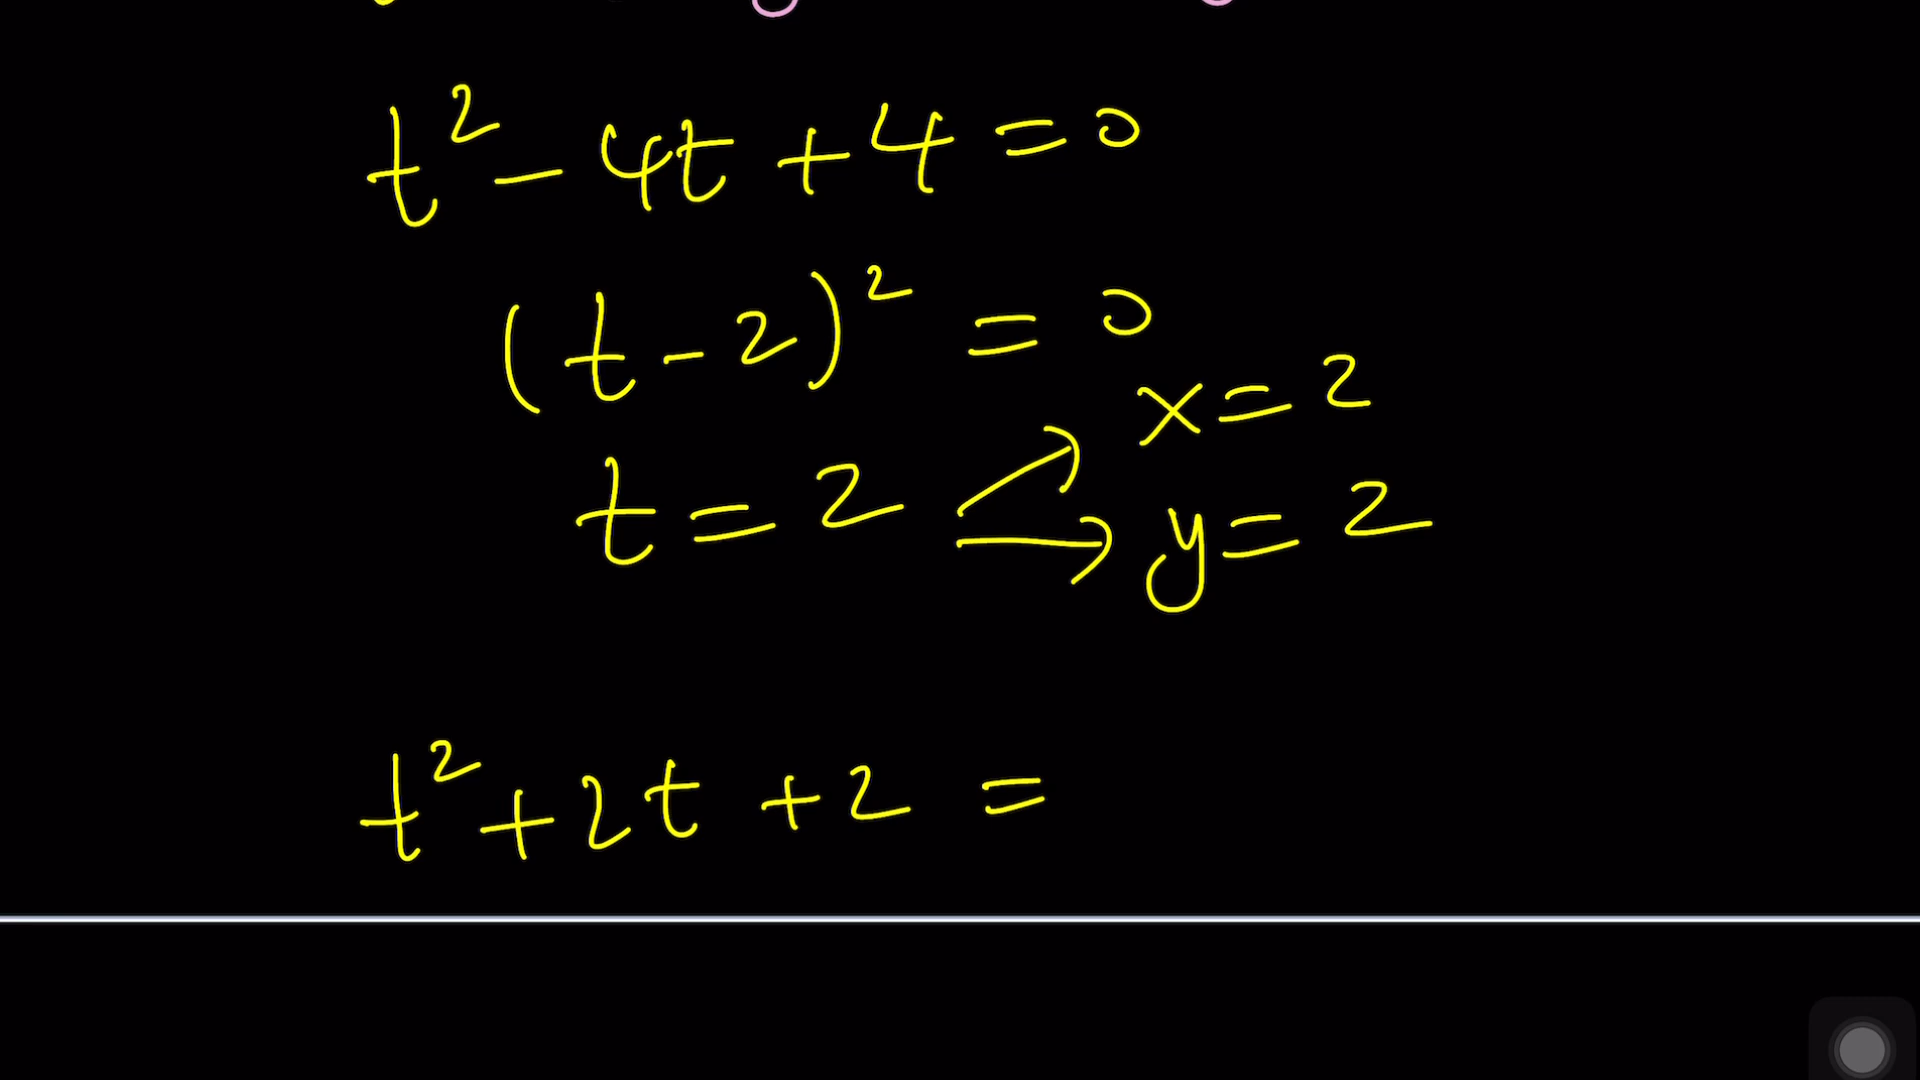 t² - 4t + 4 = 0
(t - 2)² = 0
x = 2
t = 2
y = 2
t² + 2t + 2 =